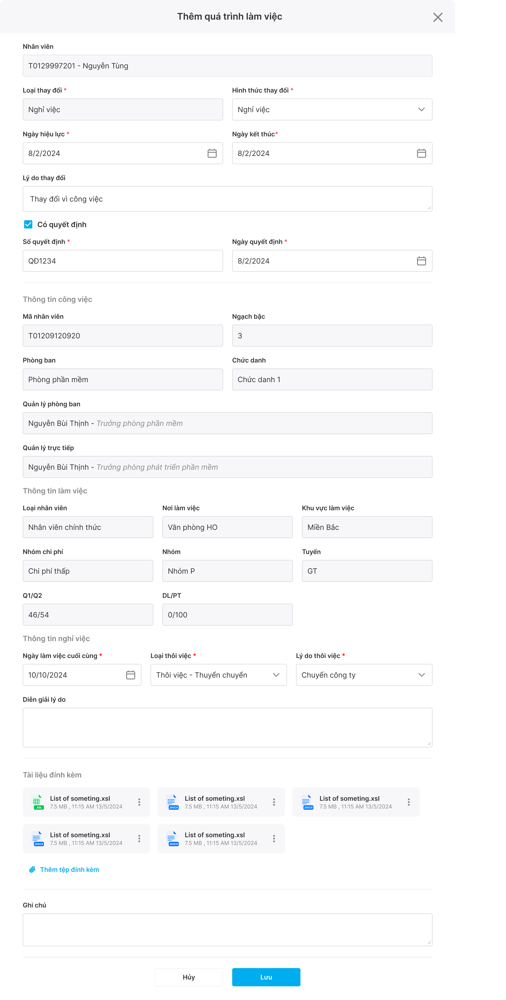 Thêm quá trình làm việc
Nhân viên
T0129997201 - Nguyễn Tùng
Loại thay đổi * Hình thức thay đổi *
Nghỉ việc Nghỉ việc
Ngày hiệu lực * Ngày kết thúc*
8/2/2024 8/2/2024
Lý do thay đổi
Thay đổi vì công việc
Có quyết định
Số quyết định * Ngày quyết định *
QĐ1234 8/2/2024
Thông tin công việc
Mã nhân viên Ngạch bậc
T01209120920 3
Phòng ban Chức danh
Phòng phần mềm Chức danh 1
Quản lý phòng ban
Nguyễn Bùi Thịnh - Trưởng phòng phần mềm
Quản lý trực tiếp
Nguyễn Bùi Thịnh - Trưởng phòng phát triển phần mềm
Thông tin làm việc
Loại nhân viên Nơi làm việc Khu vực làm việc
Nhân viên chính thức Văn phòng HO Miền Bắc
Nhóm chi phí Nhóm Tuyến
Chi phí thấp Nhóm P GT
Q1/Q2 DL/PT
46/54 0/100
Thông tin nghỉ việc
Ngày làm việc cuối cùng * Loại thôi việc * Lý do thôi việc *
10/10/2024 Thôi việc - Thuyển chuyển Chuyển công ty
Diễn giải lý do
Tài liệu đính kèm
List of someting.xsl List of someting.xsl List of someting.xsl
7.5 MB , 11:15 AM 13/5/2024 7.5 MB , 11:15 AM 13/5/2024 7.5 MB , 11:15 AM 13/5/2024
.XSL .DOCX .DOCX
List of someting.xsl List of someting.xsl
7.5 MB , 11:15 AM 13/5/2024 7.5 MB , 11:15 AM 13/5/2024
.DOCX .DOCX
Thêm tệp đính kèm
Ghi chú
Hủy Lưu